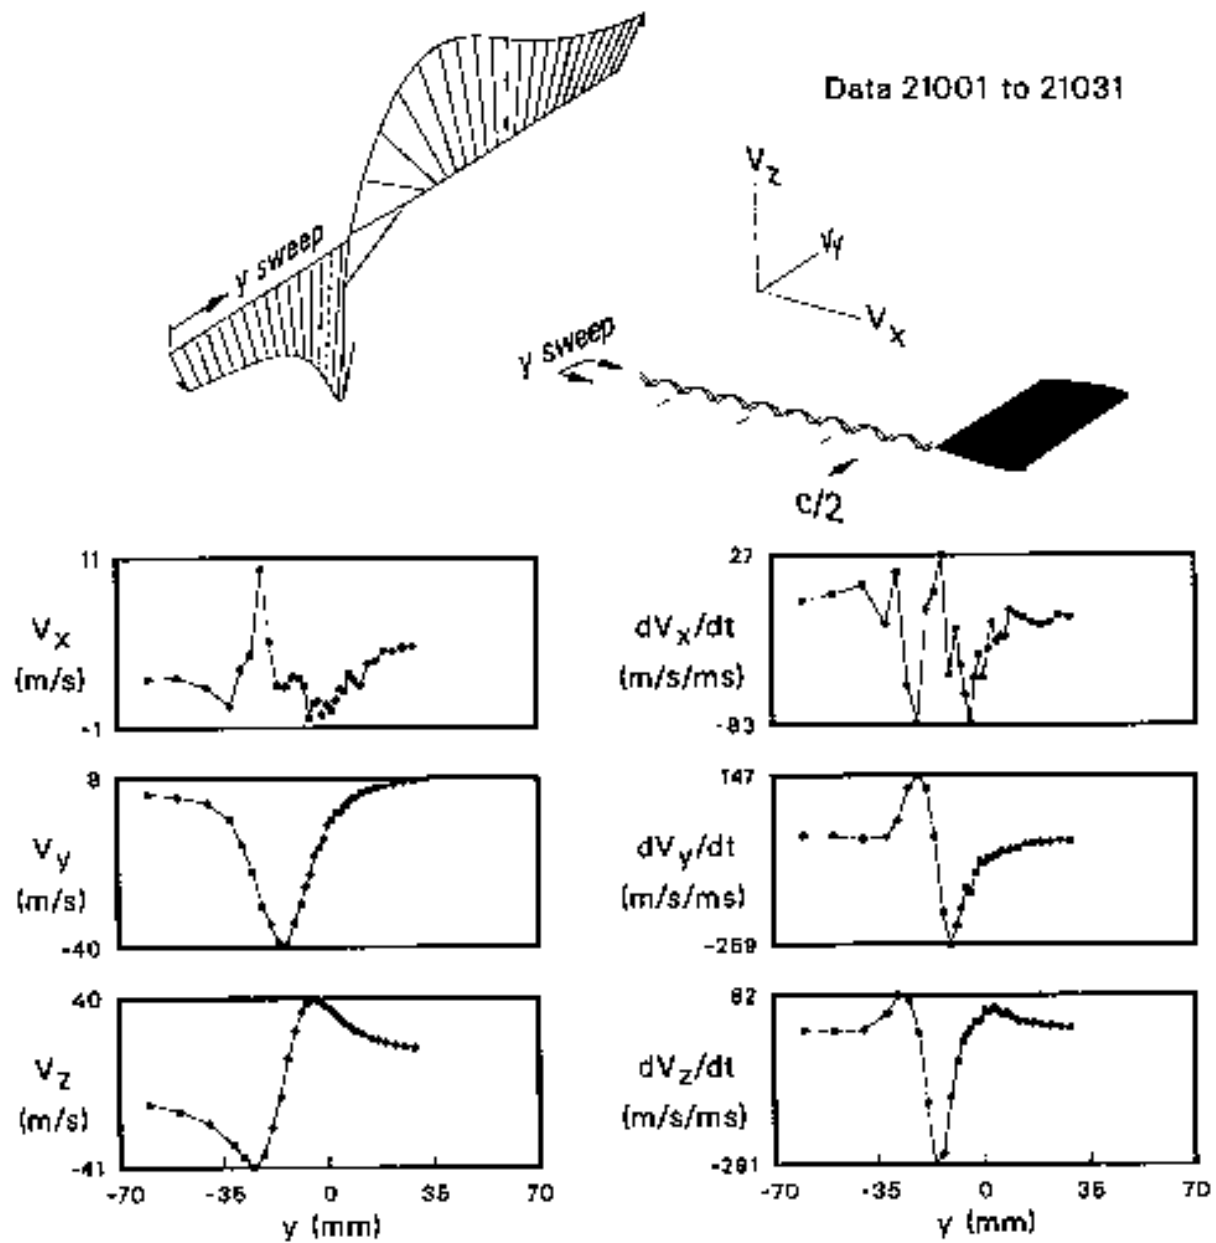 Data 21001 to 21031
Vz
Vy
Vx
y sweep
y sweep
c/2
11
Vx
(m/s)
-1
27
dVx/dt
(m/s/ms)
-83
Vy
(m/s)
-40
147
dVy/dt
(m/s/ms)
-259
40
Vz
(m/s)
-41
82
dVz/dt
(m/s/ms)
-70 -35 0 35 70
y (mm)
-70 -35 0 35 70
y (mm)